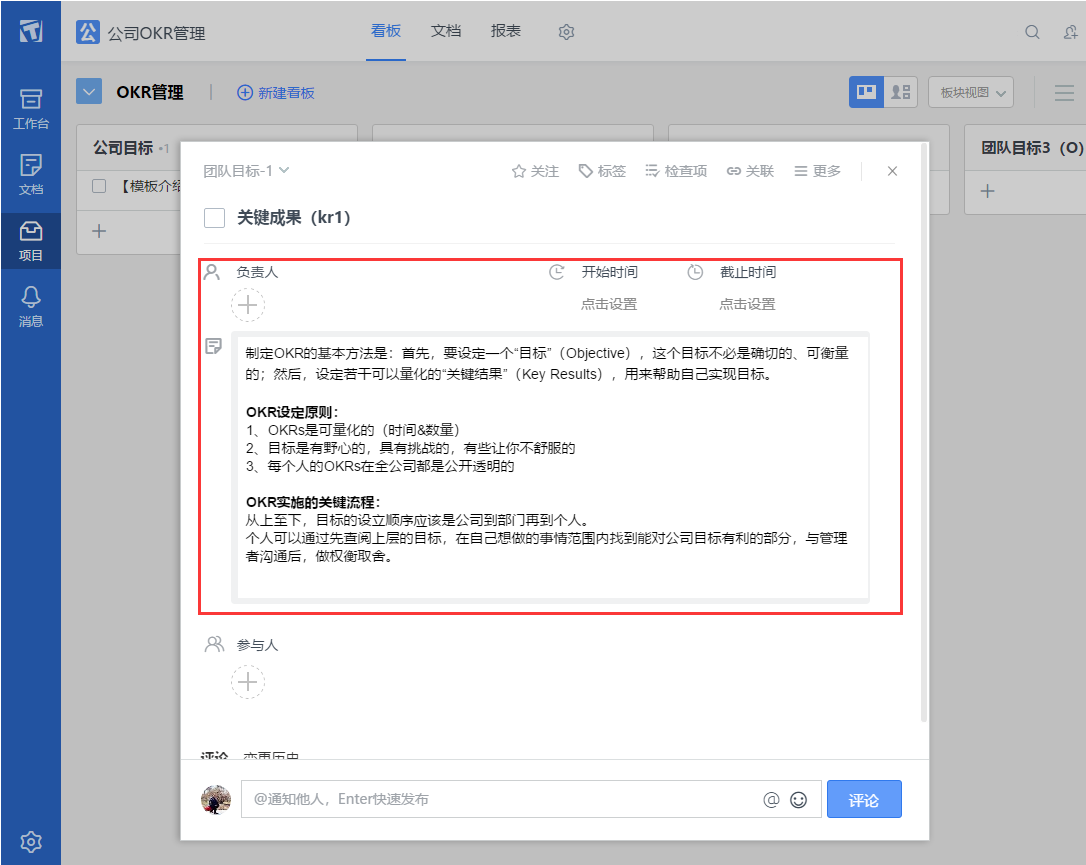 公司OKR管理
看板 文档 报表
OKR管理
新建看板
板块视图
工作台
文档
项目
消息
公司目标 ·1
【模板介绍
团队目标3（O）
团队目标-1
关注 标签 检查项 关联 更多
关键成果（kr1）
负责人 开始时间 截止时间
点击设置 点击设置
制定OKR的基本方法是：首先，要设定一个“目标”（Objective），这个目标不必是确切的、可衡量
的；然后，设定若干可以量化的“关键结果”（Key Results），用来帮助自己实现目标。
OKR设定原则：
1、OKRs是可量化的（时间&数量）
2、目标是有野心的，具有挑战的，有些让你不舒服的
3、每个人的OKRs在全公司都是公开透明的
OKR实施的关键流程：
从上至下，目标的设立顺序应该是公司到部门再到个人。
个人可以通过先直阅上层的目标，在自己想做的事情范围内找到能对公司目标有利的部分，与管理
者沟通后，做权衡取舍。
参与人
评论 变更历史
@通知他人，Enter快速发布
评论